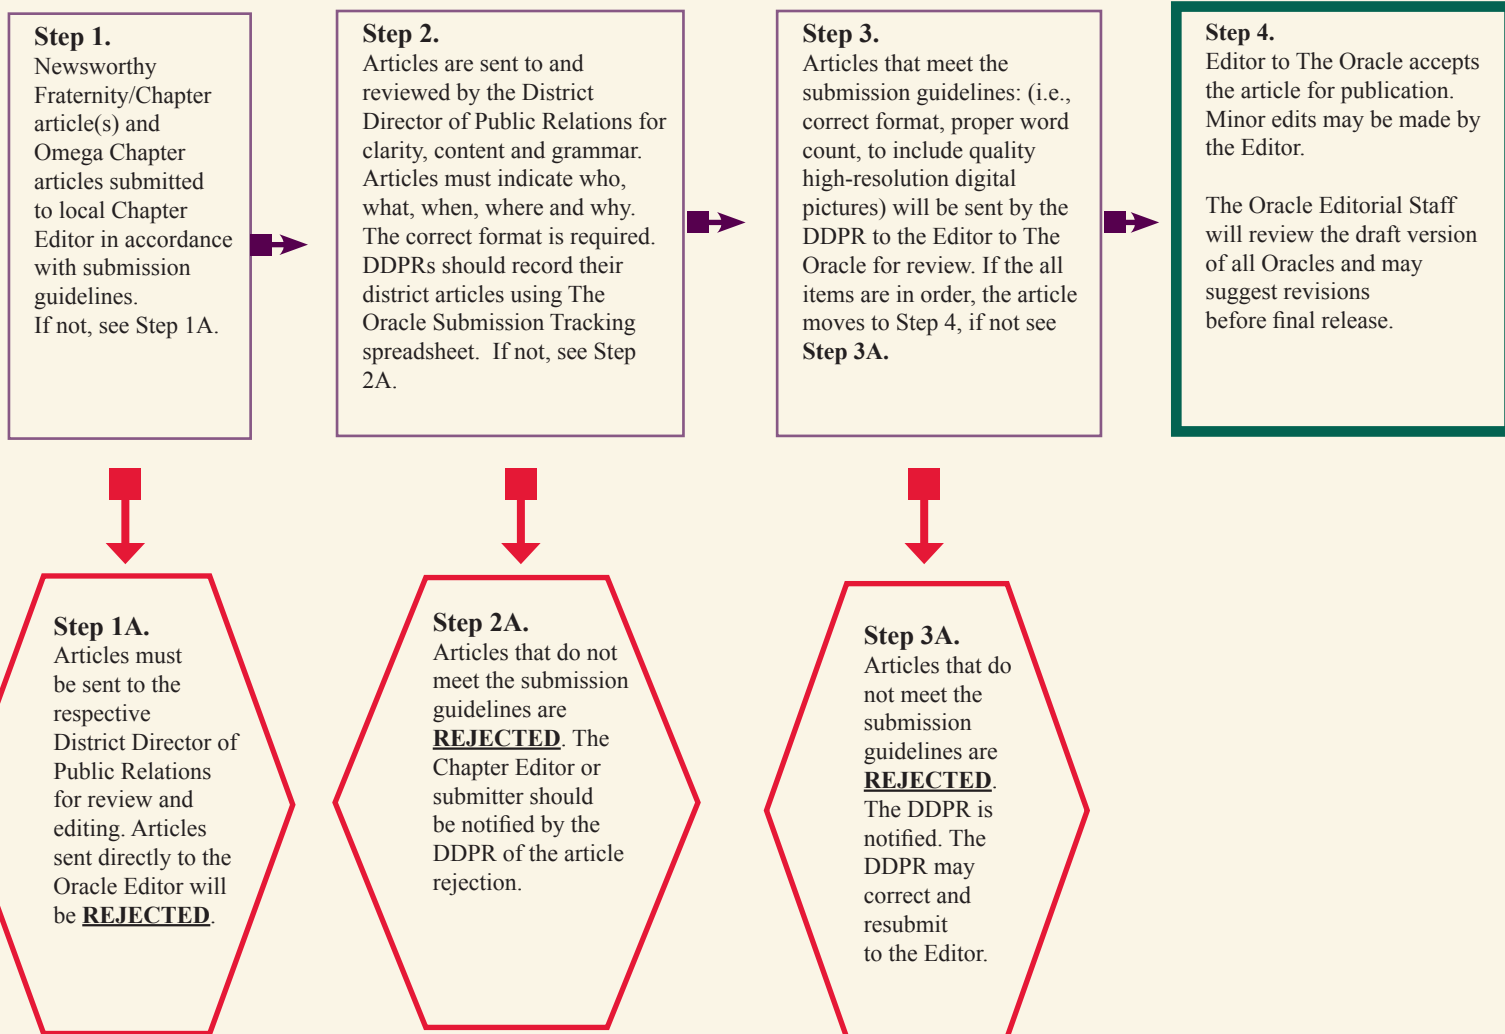 Step 1.
Newsworthy
Fraternity/Chapter
article(s) and
Omega Chapter
articles submitted
to local Chapter
Editor in accordance
with submission
guidelines.
If not, see Step 1A.
Step 2.
Articles are sent to and
reviewed by the District
Director of Public Relations for
clarity, content and grammar.
Articles must indicate who,
what, when, where and why.
The correct format is required.
DDPRs should record their
district articles using The
Oracle Submission Tracking
spreadsheet.  If not, see Step
2A.
Step 3.
Articles that meet the
submission guidelines: (i.e.,
correct format, proper word
count, to include quality
high-resolution digital
pictures) will be sent by the
DDPR to the Editor to The
Oracle for review. If the all
items are in order, the article
moves to Step 4, if not see
Step 3A.
Step 4.
Editor to The Oracle accepts
the article for publication.
Minor edits may be made by
the Editor.
The Oracle Editorial Staff
will review the draft version
of all Oracles and may
suggest revisions
before final release.
Step 1A.
Articles must
be sent to the
respective
District Director of
Public Relations
for review and
editing. Articles
sent directly to the
Oracle Editor will
be REJECTED.
Step 2A.
Articles that do not
meet the submission
guidelines are
REJECTED. The
Chapter Editor or
submitter should
be notified by the
DDPR of the article
rejection.
Step 3A.
Articles that do
not meet the
submission
guidelines are
REJECTED.
The DDPR is
notified. The
DDPR may
correct and
resubmit
to the Editor.